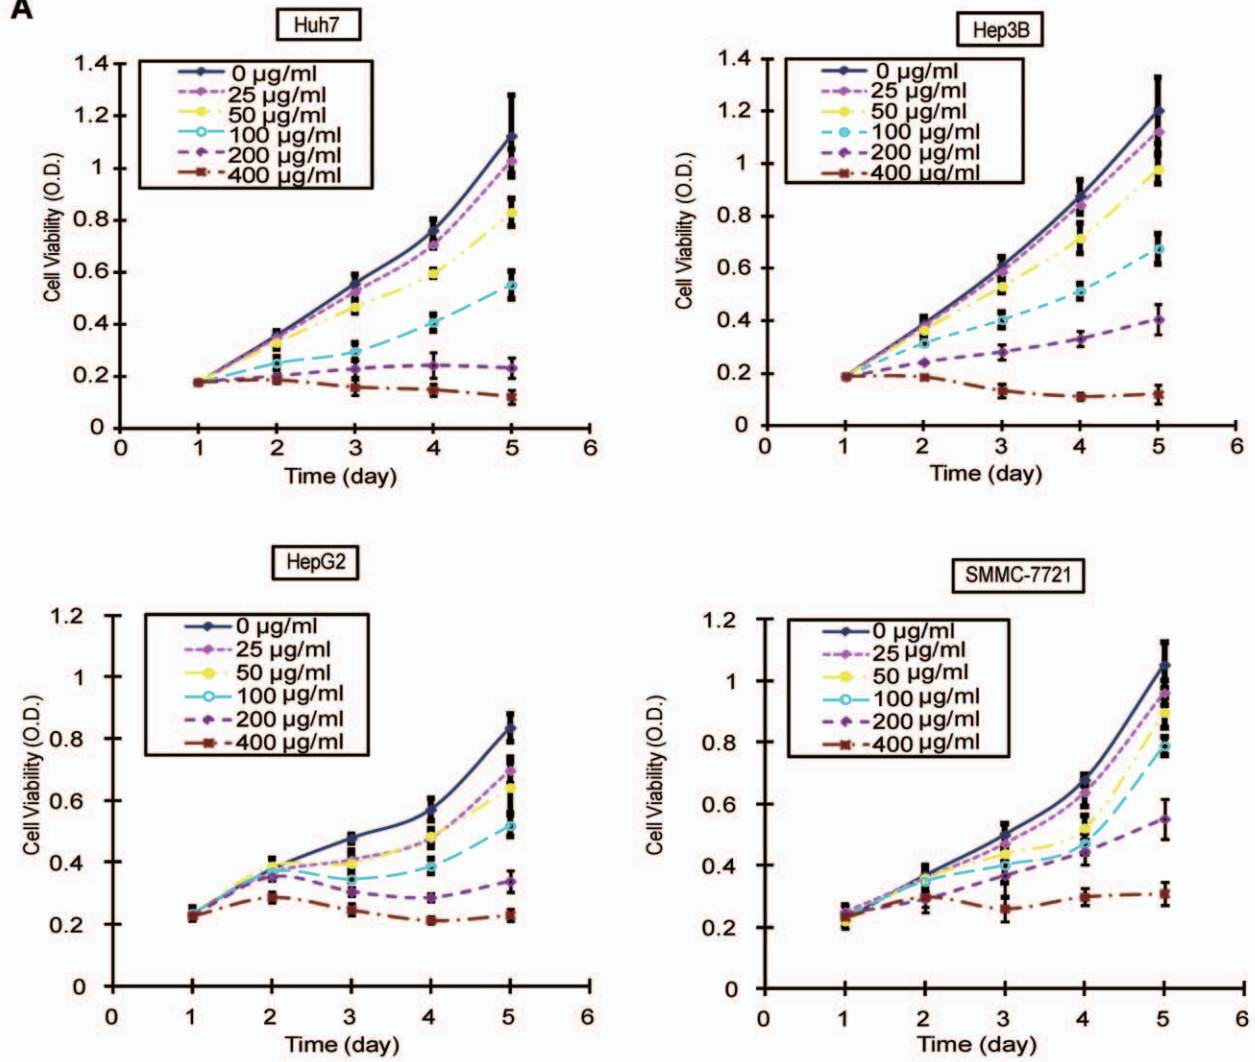 A
Huh7
1.4
1.2
1
0.8
0.6
0.4
0.2
0
Cell Viability (O.D.)
0 µg/ml
25 µg/ml
50 µg/ml
100 µg/ml
200 µg/ml
400 µg/ml
0 1 2 3 4 5 6
Time (day)
Hep3B
1.4
1.2
1
0.8
0.6
0.4
0.2
0
Cell Viability (O.D.)
0 µg/ml
25 µg/ml
50 µg/ml
100 µg/ml
200 µg/ml
400 µg/ml
0 1 2 3 4 5 6
Time (day)
HepG2
1.2
1
0.8
0.6
0.4
0.2
0
Cell Viability (O.D.)
0 µg/ml
25 µg/ml
50 µg/ml
100 µg/ml
200 µg/ml
400 µg/ml
0 1 2 3 4 5 6
Time (day)
SMMC-7721
1.2
1
0.8
0.6
0.4
0.2
0
Cell Viability (O.D.)
0 µg/ml
25 µg/ml
50 µg/ml
100 µg/ml
200 µg/ml
400 µg/ml
0 1 2 3 4 5 6
Time (day)